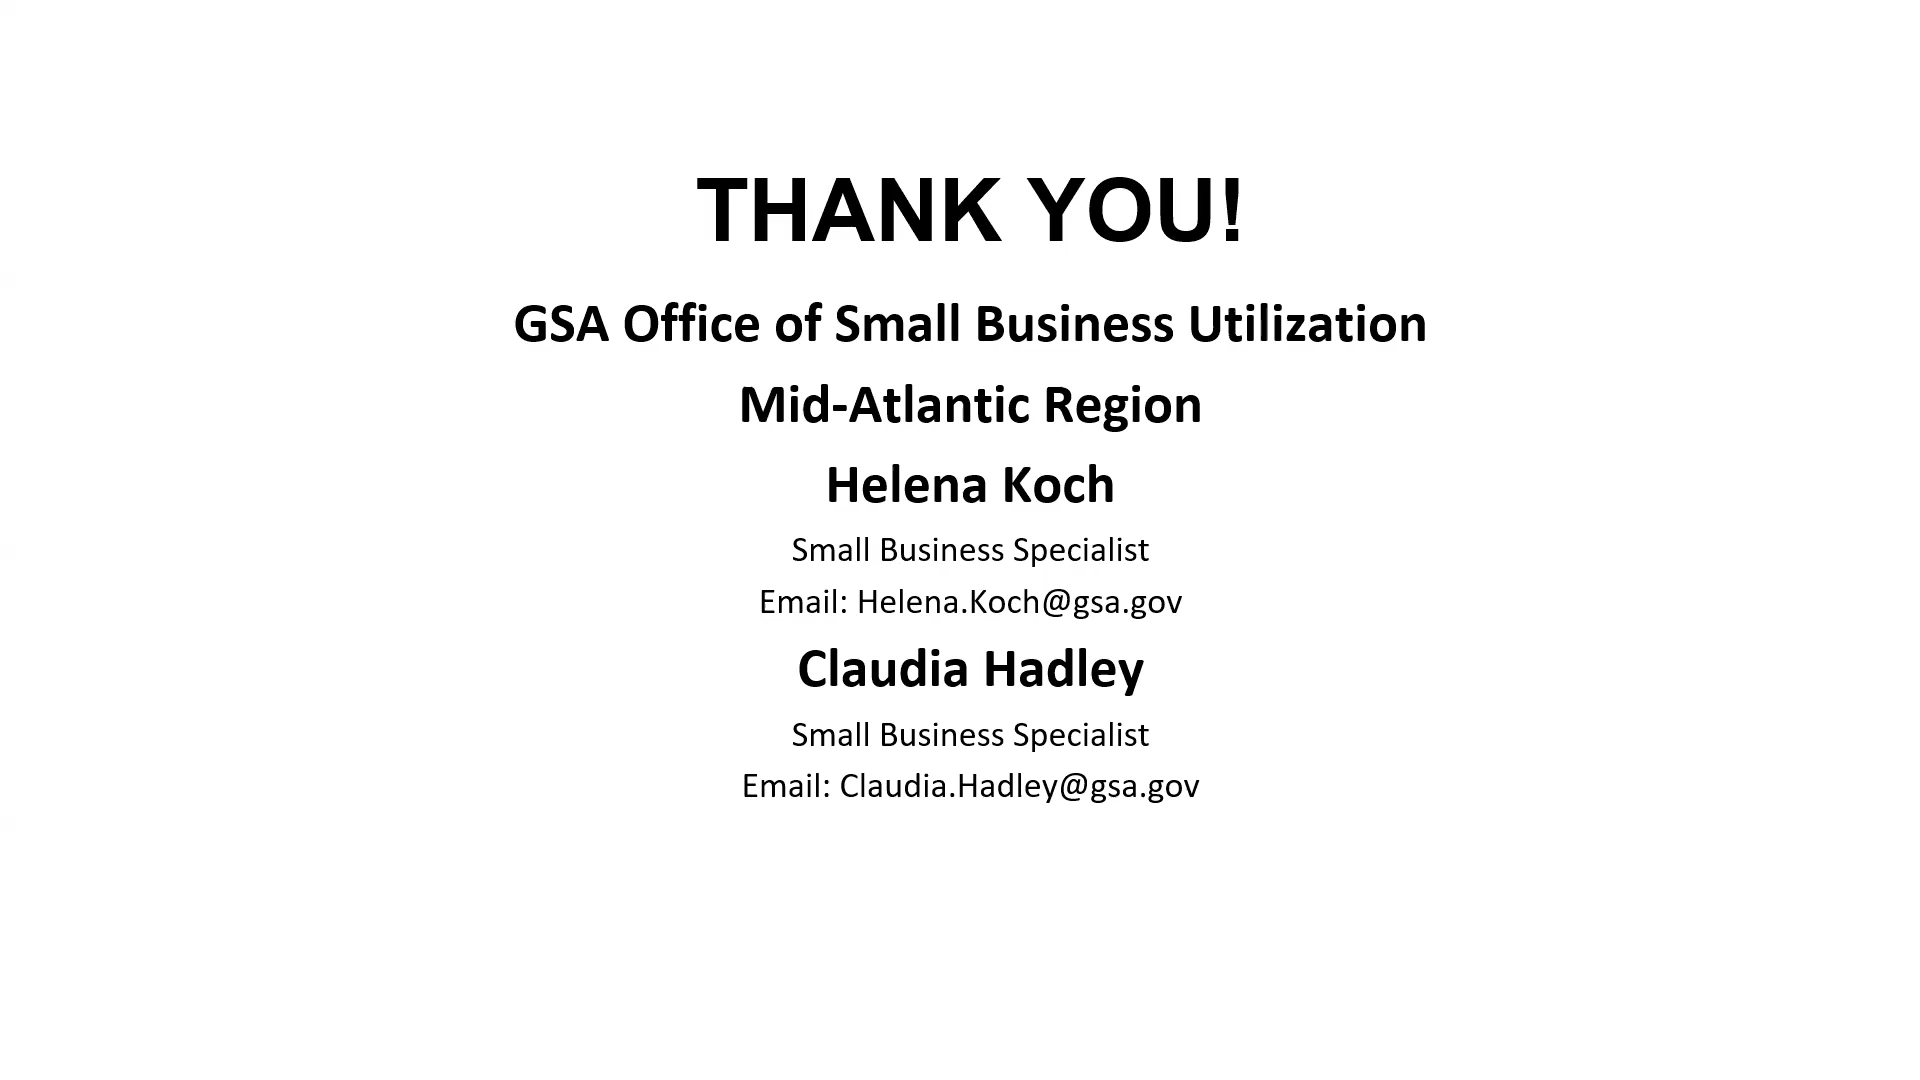 THANK YOU!
GSA Office of Small Business Utilization
Mid-Atlantic Region
Helena Koch
Small Business Specialist
Email: Helena.Koch@gsa.gov
Claudia Hadley
Small Business Specialist
Email: Claudia.Hadley@gsa.gov